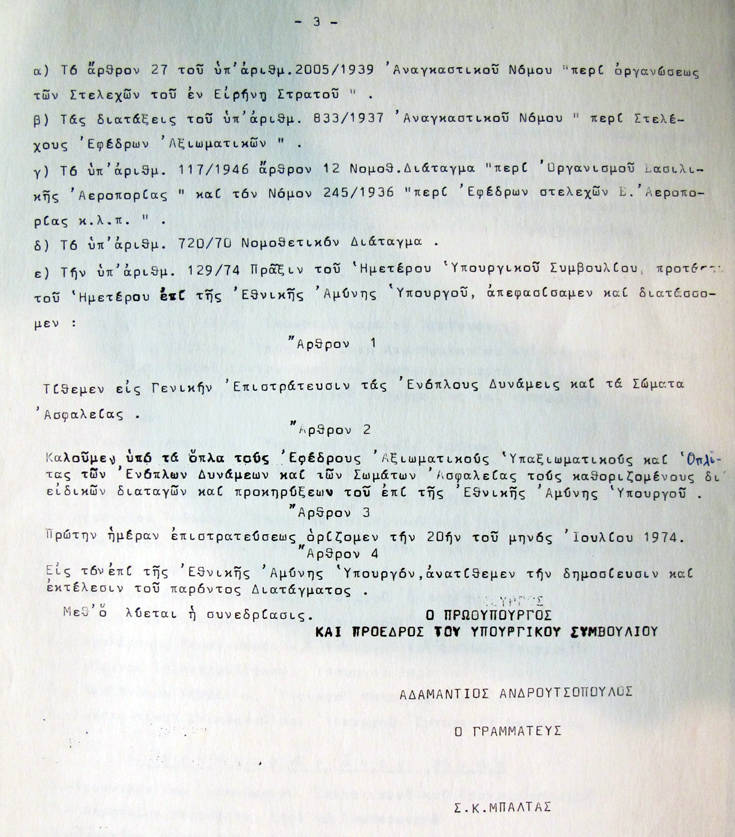 - 3 -
α) Τό ἄρθρον 27 τοῦ ὑπ'ἀριθμ.2005/1939 Ἀναγκαστικοῦ Νόμου "περί ὀργανώσεως
τῶν Στελεχῶν τοῦ ἐν Εἰρήνῃ Στρατοῦ " .
β) Τάς διατάξεις τοῦ ὑπ'ἀριθμ. 833/1937 Ἀναγκαστικοῦ Νόμου " περί Στελέ-
χους Ἐφέδρων Ἀξιωματικῶν " .
γ) Τό ὑπ'ἀριθμ. 117/1946 ἄρθρον 12 Νομοθ.Διάταγμα "περί Ὀργανισμοῦ Βασιλι-
κῆς Ἀεροπορίας " καί τόν Νόμον 245/1936 "περί Ἐφέδρων στελεχῶν Β.Ἀεροπο-
ρίας κ.λ.π. " .
δ) Τό ὑπ'ἀριθμ. 720/70 Νομοθετικόν Διάταγμα .
ε) Τήν ὑπ'ἀριθμ. 129/74 Πρᾶξιν τοῦ Ἡμετέρου Ὑπουργικοῦ Συμβουλίου, προτάσει
τοῦ Ἡμετέρου ἐπί τῆς Ἐθνικῆς Ἀμύνης Ὑπουργοῦ, ἀπεφασίσαμεν καί διατάσσο-
μεν :
Ἄρθρον 1
Τίθεμεν εἰς Γενικήν Ἐπιστράτευσιν τάς Ἐνόπλους Δυνάμεις καί τά Σώματα
Ἀσφαλείας .
Ἄρθρον 2
Καλοῦμεν ὑπό τά ὅπλα τούς Ἐφέδρους Ἀξιωματικούς Ὑπαξιωματικούς καί Ὁπλί-
τας τῶν Ἐνόπλων Δυνάμεων καί τῶν Σωμάτων Ἀσφαλείας τούς καθοριζομένους δι'
εἰδικῶν διαταγῶν καί προκηρύξεων τοῦ ἐπί τῆς Ἐθνικῆς Ἀμύνης Ὑπουργοῦ .
Ἄρθρον 3
Πρώτην ἡμέραν ἐπιστρατεύσεως ὁρίζομεν τήν 20ήν τοῦ μηνός Ἰουλίου 1974.
Ἄρθρον 4
Εἰς τόν ἐπί τῆς Ἐθνικῆς Ἀμύνης Ὑπουργόν,ἀνατίθεμεν τήν δημοσίευσιν καί
ἐκτέλεσιν τοῦ παρόντος Διατάγματος .
Μεθ'ὅ λύεται ἡ συνεδρίασις.
Ο ΠΡΩΘΥΠΟΥΡΓΟΣ
ΚΑΙ ΠΡΟΕΔΡΟΣ ΤΟΥ ΥΠΟΥΡΓΙΚΟΥ ΣΥΜΒΟΥΛΙΟΥ
ΑΔΑΜΑΝΤΙΟΣ ΑΝΔΡΟΥΤΣΟΠΟΥΛΟΣ
Ο ΓΡΑΜΜΑΤΕΥΣ
Σ.Κ.ΜΠΑΛΤΑΣ